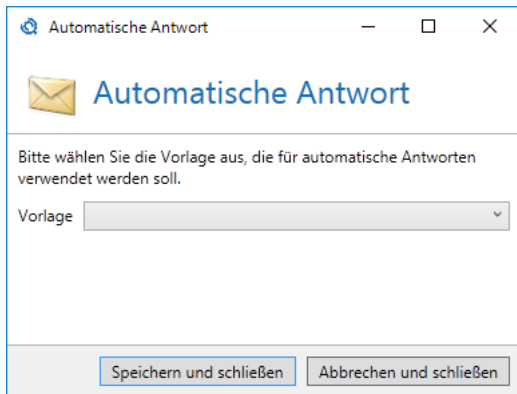 Automatische Antwort
Automatische Antwort
Bitte wählen Sie die Vorlage aus, die für automatische Antworten
verwendet werden soll.
Vorlage
Speichern und schließen Abbrechen und schließen